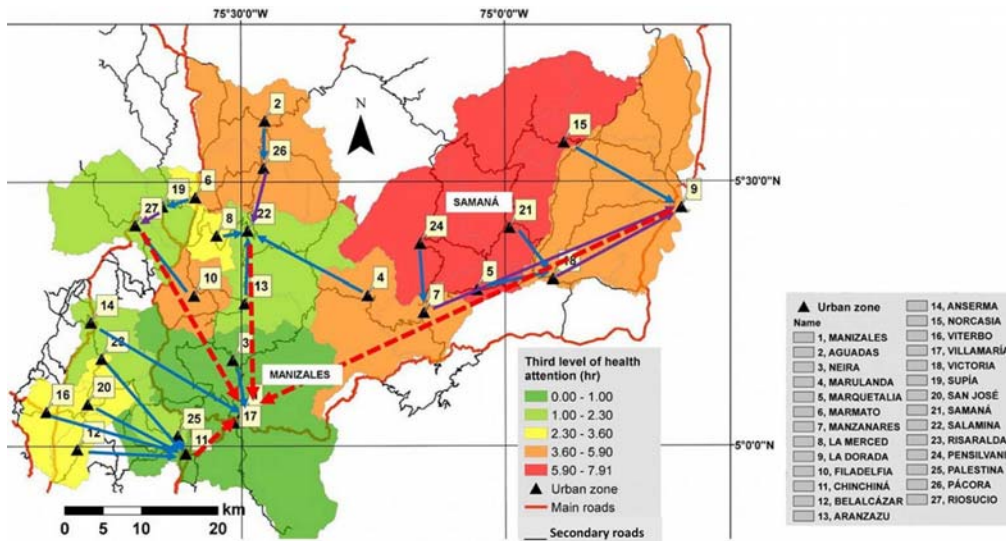 75°30'0"W
75°0'0"W
2
N
15
26
5°30'0"N
6
19
9
SAMANÁ
27
8
22
21
24
18
10
13
5
4
7
14
3
23
MANIZALES
20
16
17
25
12
11
5°0'0"N
km
0 10 20
Third level of health
attention (hr)
0.00 - 1.00
1.00 - 2.30
2.30 - 3.60
3.60 - 5.90
5.90 - 7.91
Urban zone
Main roads
Secondary roads
Urban zone
Name
1, MANIZALES
2, AGUADAS
3, NEIRA
4, MARULANDA
5, MARQUETALIA
6, MARMATO
7, MANZANARES
8, LA MERCED
9, LA DORADA
10, FILADELFIA
11, CHINCHINÁ
12, BELALCÁZAR
13, ARANZAZU
14, ANSERMA
15, NORCASIA
16, VITERBO
17, VILLAMARÍA
18, VICTORIA
19, SUPÍA
20, SAN JOSÉ
21, SAMANÁ
22, SALAMINA
23, RISARALDA
24, PENSILVANI
25, PALESTINA
26, PÁCORA
27, RIOSUCIO